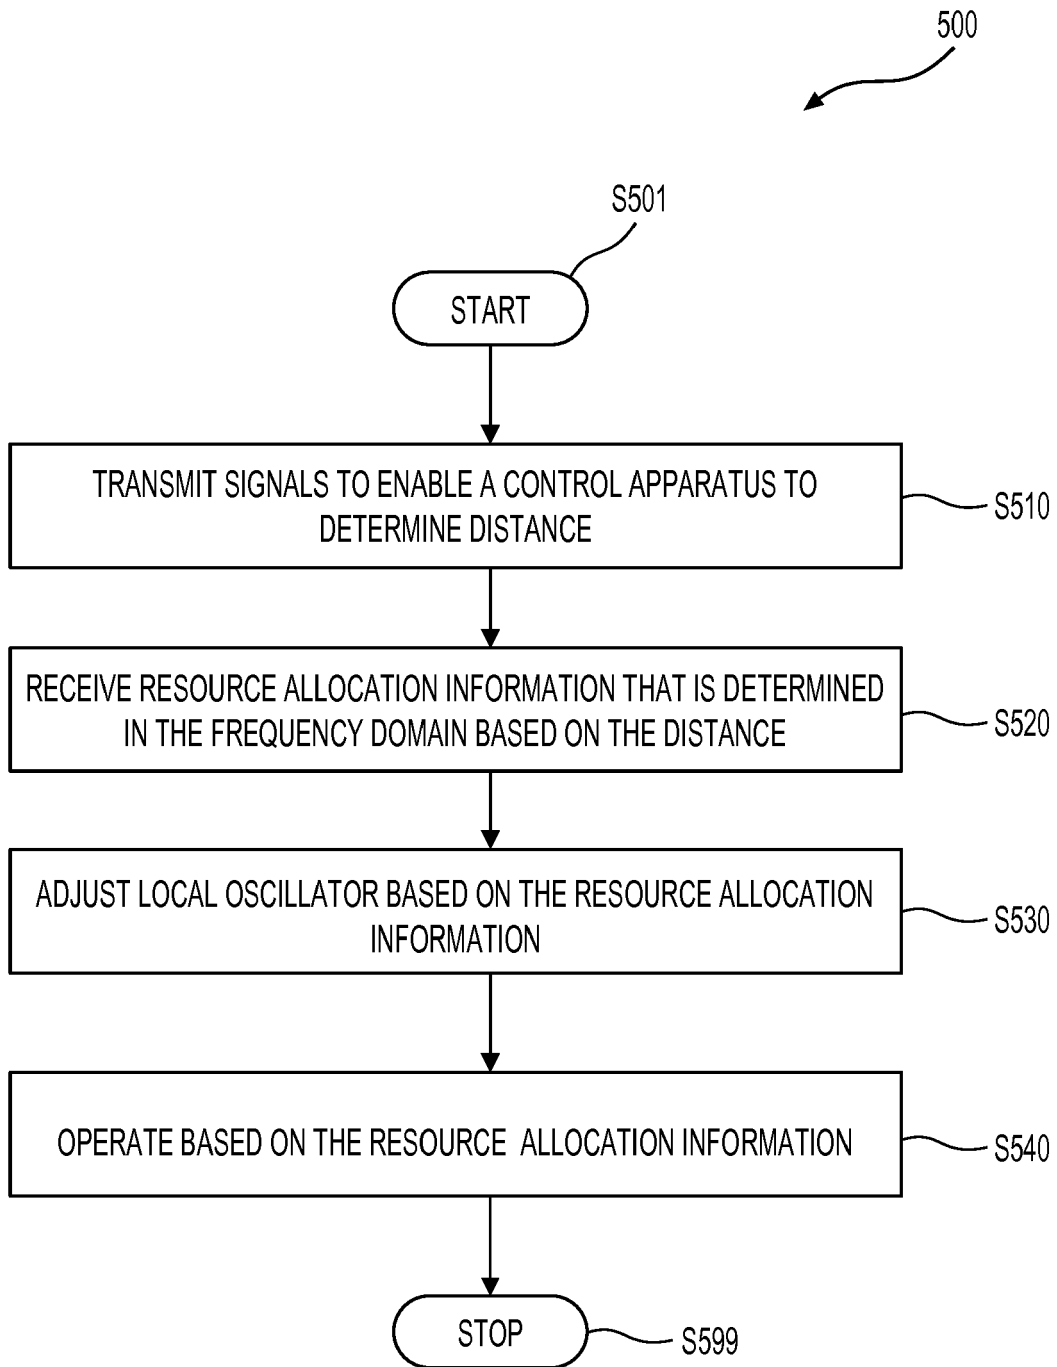 500
S501
START
TRANSMIT SIGNALS TO ENABLE A CONTROL APPARATUS TO
DETERMINE DISTANCE
S510
RECEIVE RESOURCE ALLOCATION INFORMATION THAT IS DETERMINED
IN THE FREQUENCY DOMAIN BASED ON THE DISTANCE
S520
ADJUST LOCAL OSCILLATOR BASED ON THE RESOURCE ALLOCATION
INFORMATION
S530
OPERATE BASED ON THE RESOURCE ALLOCATION INFORMATION
S540
STOP
S599